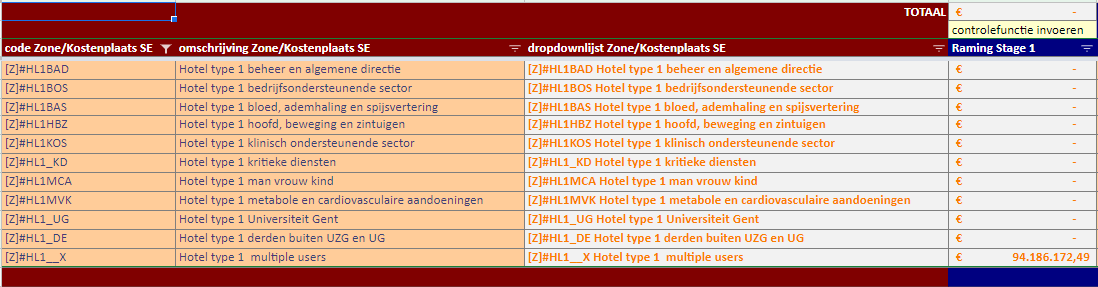 TOTAAL € -
controlefunctie invoeren
code Zone/Kostenplaats SE omschrijving Zone/Kostenplaats SE dropdownlijst Zone/Kostenplaats SE Raming Stage 1
[Z]#HL1BAD Hotel type 1 beheer en algemene directie [Z]#HL1BAD Hotel type 1 beheer en algemene directie € -
[Z]#HL1BOS Hotel type 1 bedrijfsondersteunende sector [Z]#HL1BOS Hotel type 1 bedrijfsondersteunende sector € -
[Z]#HL1BAS Hotel type 1 bloed, ademhaling en spijsvertering [Z]#HL1BAS Hotel type 1 bloed, ademhaling en spijsvertering € -
[Z]#HL1HBZ Hotel type 1 hoofd, beweging en zintuigen [Z]#HL1HBZ Hotel type 1 hoofd, beweging en zintuigen € -
[Z]#HL1KOS Hotel type 1 klinisch ondersteunende sector [Z]#HL1KOS Hotel type 1 klinisch ondersteunende sector € -
[Z]#HL1_KD Hotel type 1 kritieke diensten [Z]#HL1_KD Hotel type 1 kritieke diensten € -
[Z]#HL1MCA Hotel type 1 man vrouw kind [Z]#HL1MCA Hotel type 1 man vrouw kind € -
[Z]#HL1MVK Hotel type 1 metabole en cardiovasculaire aandoeningen [Z]#HL1MVK Hotel type 1 metabole en cardiovasculaire aandoeningen € -
[Z]#HL1_UG Hotel type 1 Universiteit Gent [Z]#HL1_UG Hotel type 1 Universiteit Gent € -
[Z]#HL1_DE Hotel type 1 derden buiten UZG en UG [Z]#HL1_DE Hotel type 1 derden buiten UZG en UG € -
[Z]#HL1__X Hotel type 1 multiple users [Z]#HL1__X Hotel type 1 multiple users € 94.186.172,49